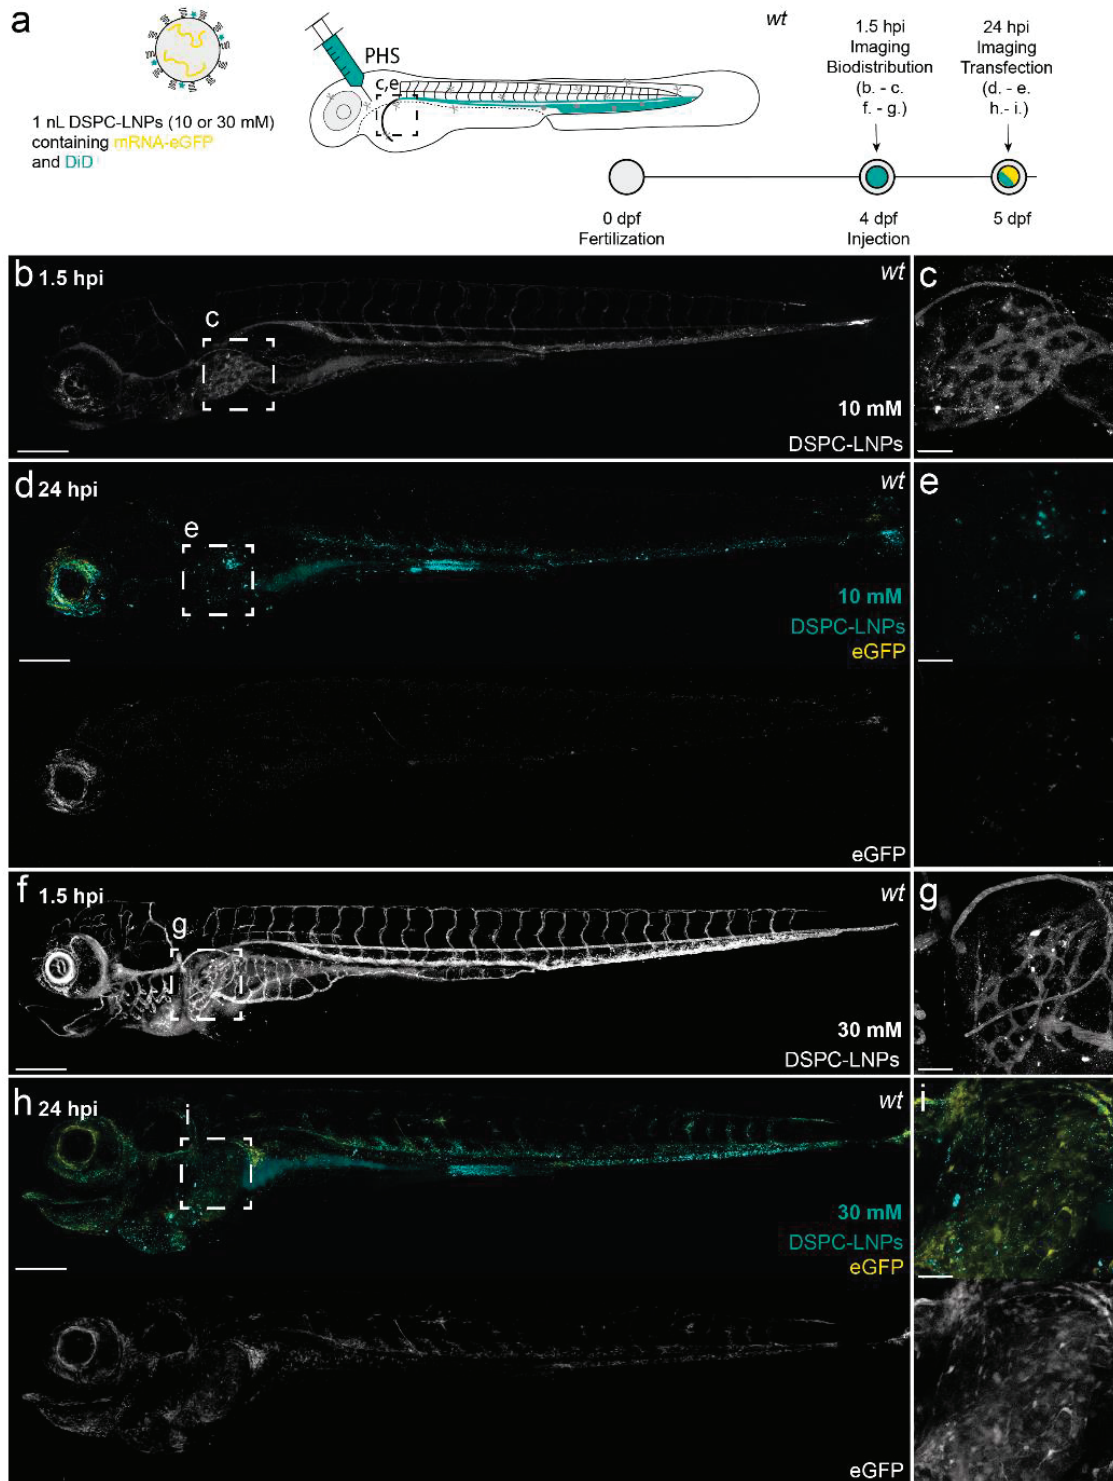 a
PHS
c,e
wt
1.5 hpi
Imaging
Biodistribution
(b. - c.
f. - g.)
24 hpi
Imaging
Transfection
(d. - e.
h.- i.)
1 nL DSPC-LNPs (10 or 30 mM)
containing mRNA-eGFP
and DiD
0 dpf
Fertilization
4 dpf
Injection
5 dpf
b 1.5 hpi
wt
c
10 mM
DSPC-LNPs
c
d 24 hpi
wt
e
10 mM
DSPC-LNPs
eGFP
eGFP
e
f 1.5 hpi
wt
g
30 mM
DSPC-LNPs
g
h 24 hpi
wt
i
30 mM
DSPC-LNPs
eGFP
eGFP
i